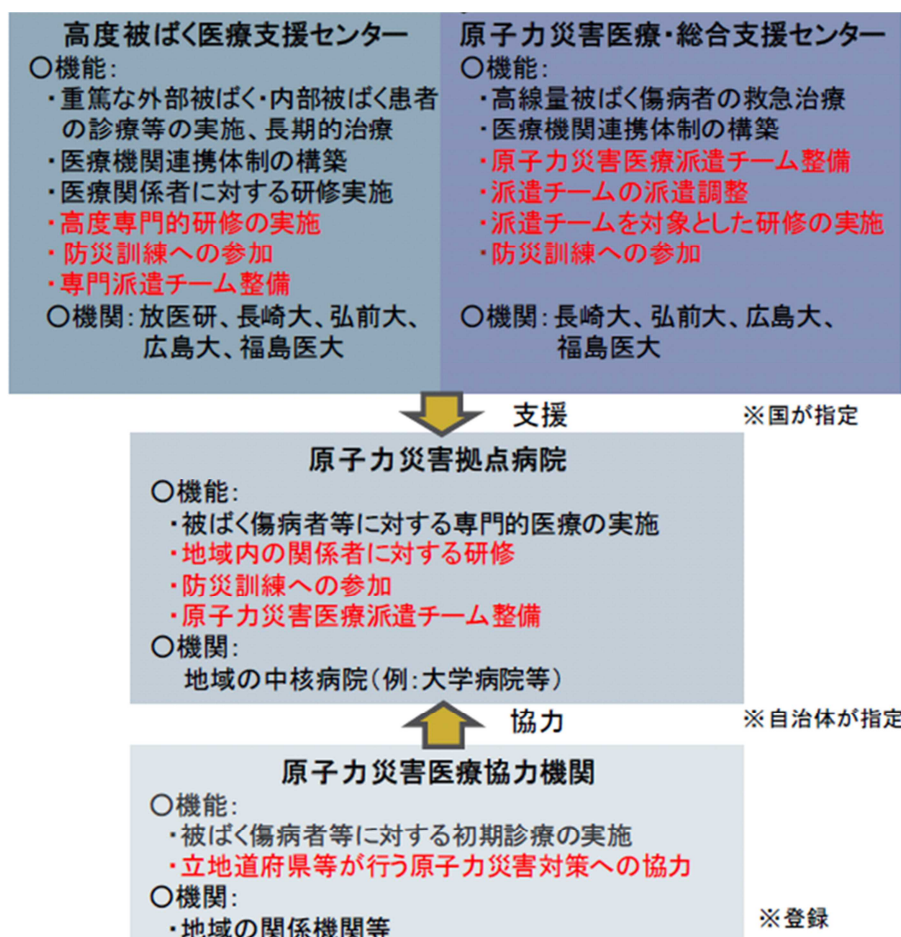 高度被ばく医療支援センター
〇機能:
・重篤な外部被ばく・内部被ばく患者
の診療等の実施、長期的治療
・医療機関連携体制の構築
・医療関係者に対する研修実施
・高度専門的研修の実施
・防災訓練への参加
・専門派遣チーム整備
〇機関:放医研、長崎大、弘前大、
広島大、福島医大
原子力災害医療・総合支援センター
〇機能:
・高線量被ばく傷病者の救急治療
・医療機関連携体制の構築
・原子力災害医療派遣チーム整備
・派遣チームの派遣調整
・派遣チームを対象とした研修の実施
・防災訓練への参加
〇機関:長崎大、弘前大、広島大、
福島医大
支援
※国が指定
原子力災害拠点病院
〇機能:
・被ばく傷病者等に対する専門的医療の実施
・地域内の関係者に対する研修
・防災訓練への参加
・原子力災害医療派遣チーム整備
〇機関:
地域の中核病院(例:大学病院等)
協力
※自治体が指定
原子力災害医療協力機関
〇機能:
・被ばく傷病者等に対する初期診療の実施
・立地道府県等が行う原子力災害対策への協力
〇機関:
・地域の関係機関等
※登録